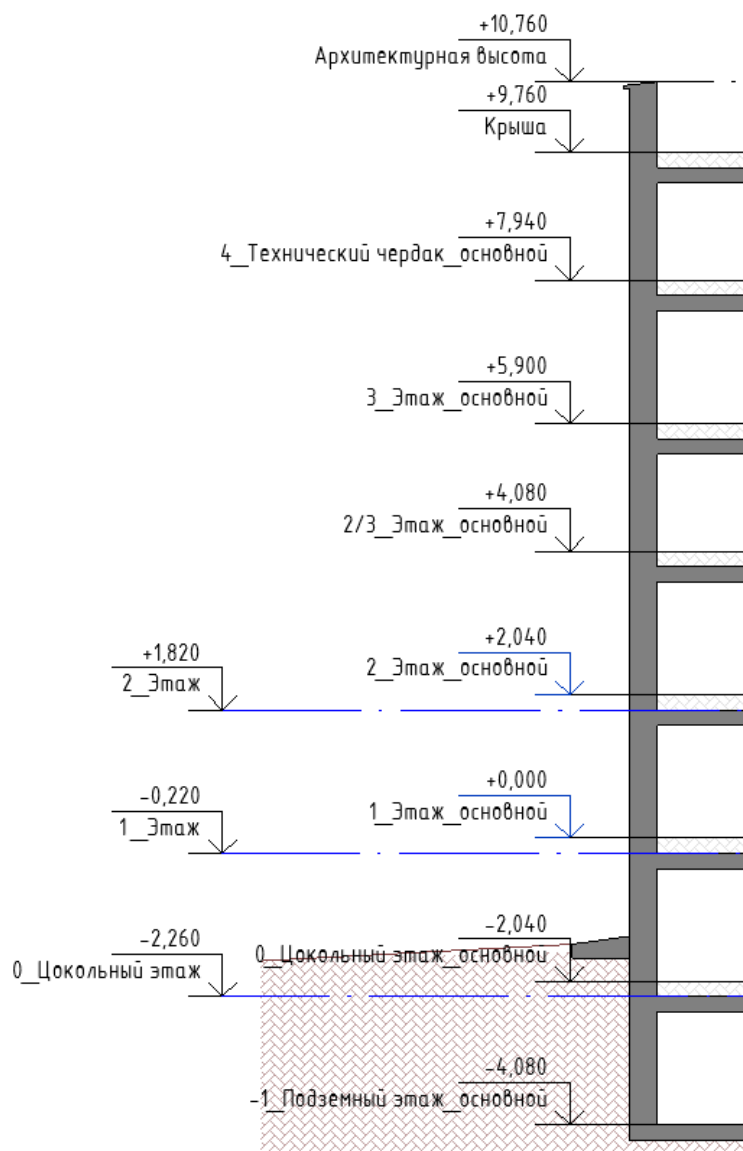 +10,760
Архитектурная высота
+9,760
Крыша
+7,940
4_Технический чердак_основной
+5,900
3_Этаж_основной
+4,080
2/3_Этаж_основной
+2,040
2_Этаж_основной
+1,820
2_Этаж
+0,000
1_Этаж_основной
-0,220
1_Этаж
-2,040
0_Цокольный этаж_основной
-2,260
0_Цокольный этаж
-4,080
-1_Подземный этаж_основной